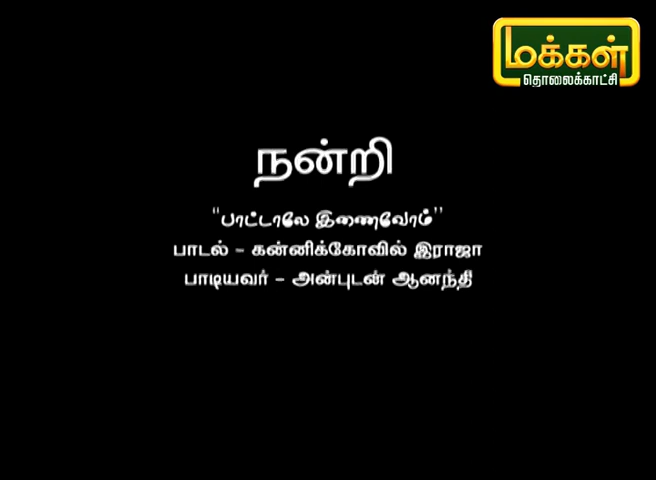 மக்கள்
தொலைக்காட்சி
நன்றி
"பாட்டாலே இணைவோம்"
பாடல் – கன்னிக்கோவில் இராஜா
பாடியவர் – அன்புடன் ஆனந்தி